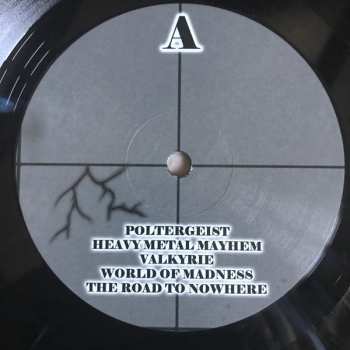 A
POLTERGEIST
HEAVY METAL MAYHEM
VALKYRIE
WORLD OF MADNESS
THE ROAD TO NOWHERE